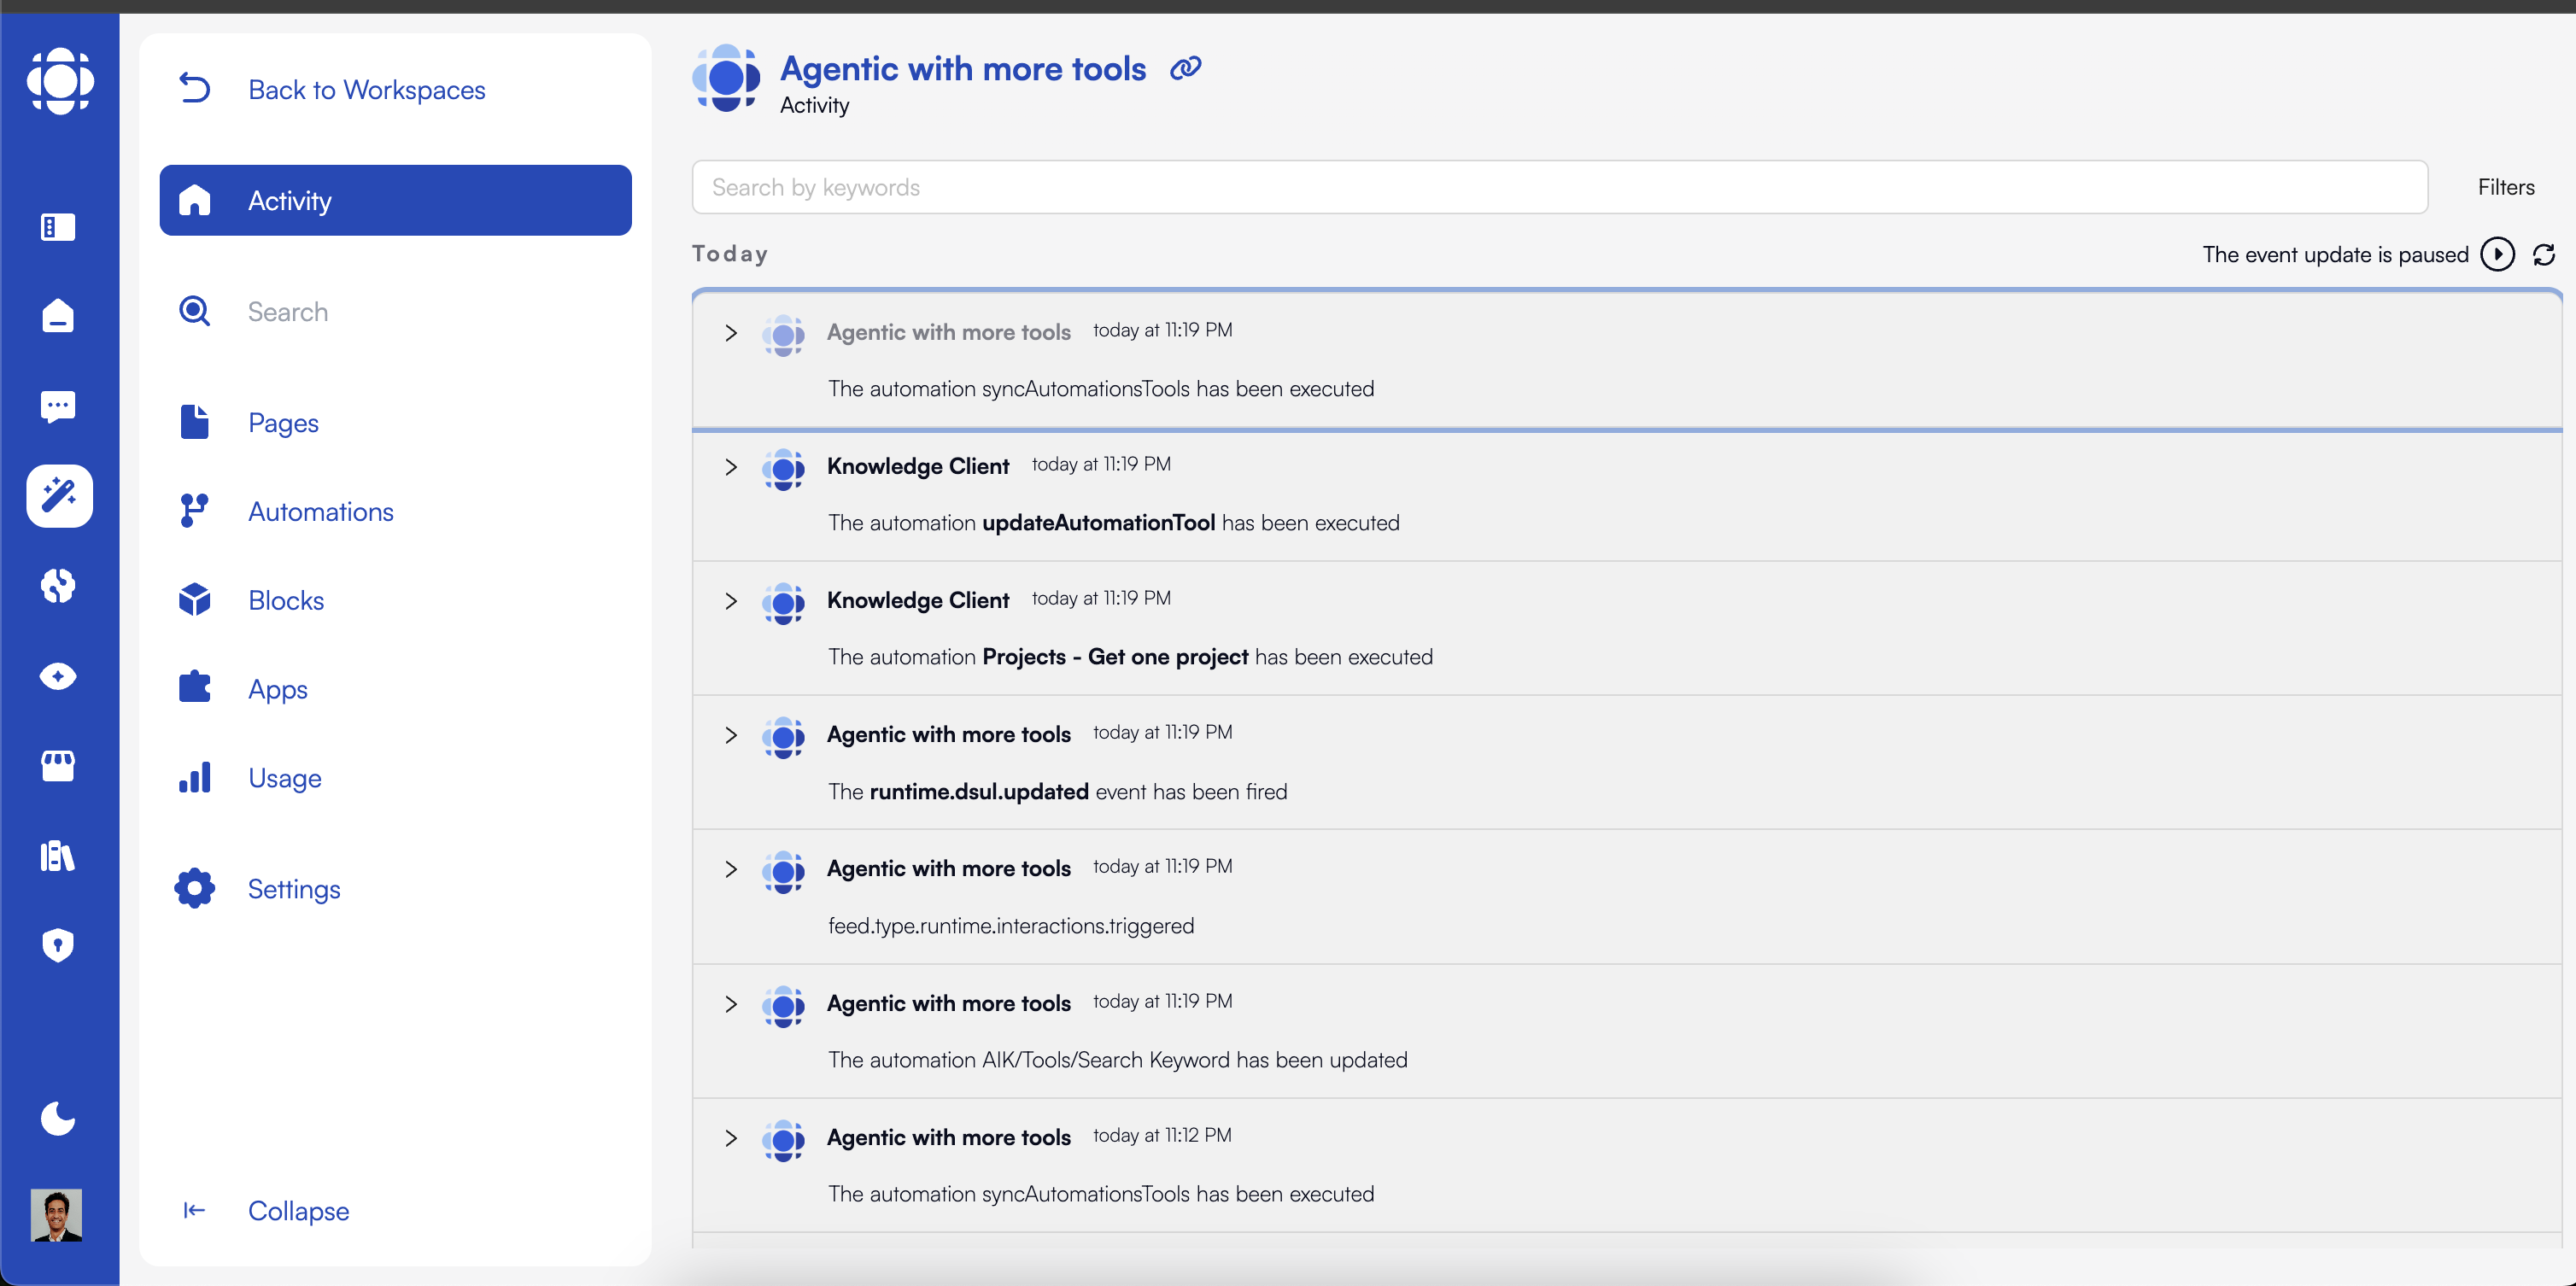 Back to Workspaces
Activity
Search
Pages
Automations
Blocks
Apps
Usage
Settings
Collapse
Agentic with more tools
Activity
Search by keywords
Filters
Today
The event update is paused
Agentic with more tools today at 11:19 PM
The automation syncAutomationsTools has been executed
Knowledge Client today at 11:19 PM
The automation updateAutomationTool has been executed
Knowledge Client today at 11:19 PM
The automation Projects - Get one project has been executed
Agentic with more tools today at 11:19 PM
The runtime.dsul.updated event has been fired
Agentic with more tools today at 11:19 PM
feed.type.runtime.interactions.triggered
Agentic with more tools today at 11:19 PM
The automation AIK/Tools/Search Keyword has been updated
Agentic with more tools today at 11:12 PM
The automation syncAutomationsTools has been executed